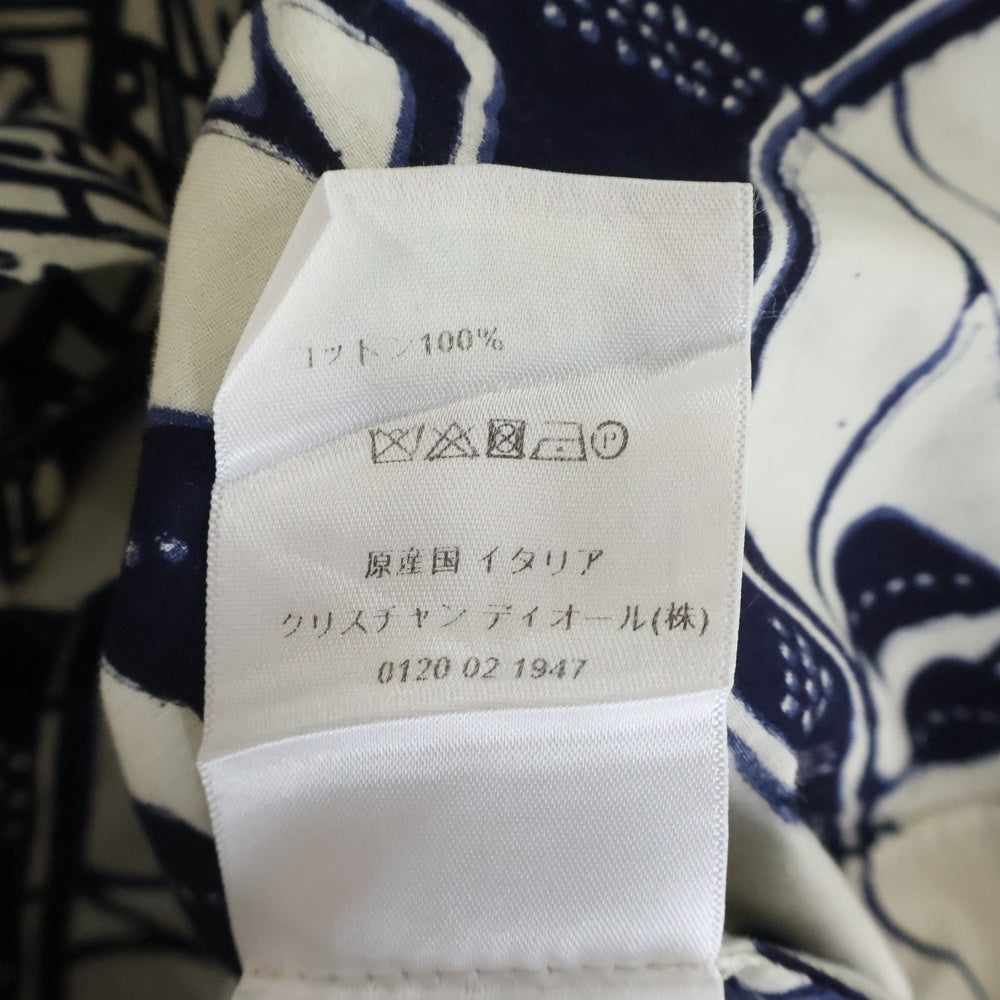 コットン100%
P
原産国 イタリア
クリスチャン ディオール(株)
0120 02 1947